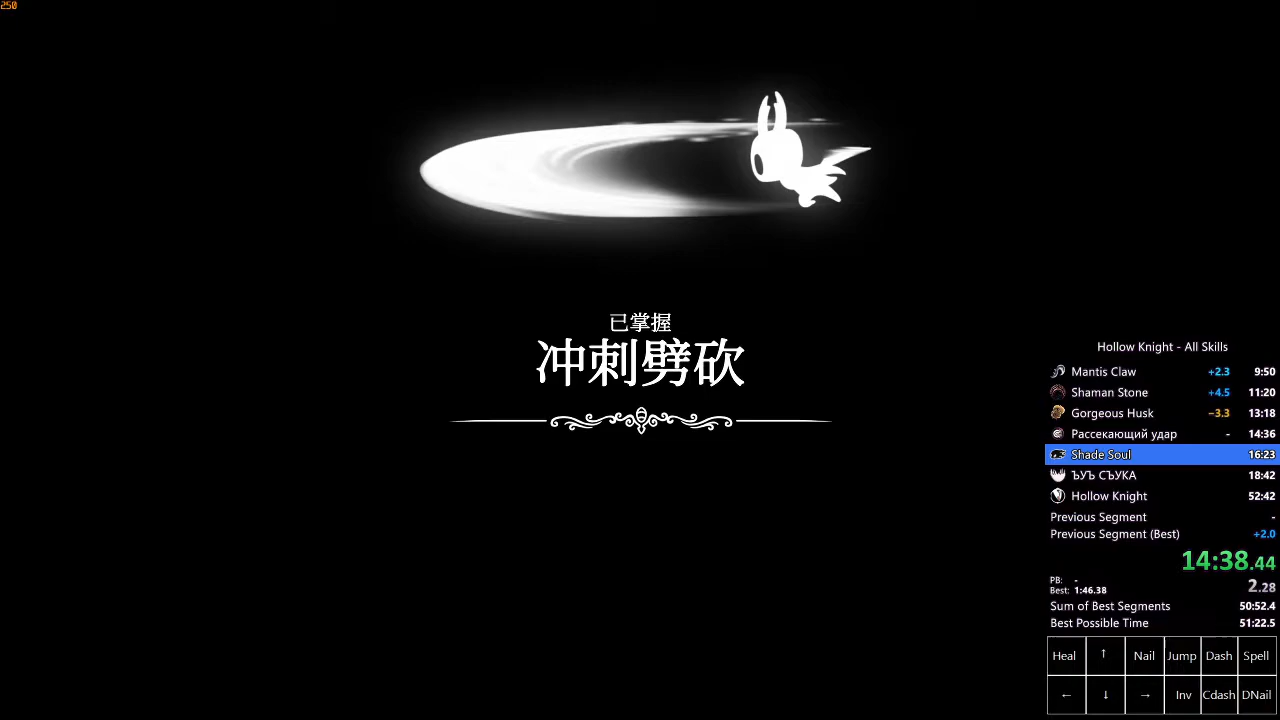 250
已掌握
冲刺劈砍
Hollow Knight - All Skills
Mantis Claw +2.3 9:50
Shaman Stone +4.5 11:20
Gorgeous Husk −3.3 13:18
Рассекающий удар - 14:36
Shade Soul 16:23
ЪУЪ СЪУКА 18:42
Hollow Knight 52:42
Previous Segment -
Previous Segment (Best) +2.0
14:38.44
PB: -
2.28
Best: 1:46.38
Sum of Best Segments 50:52.4
Best Possible Time 51:22.5
Heal ↑ Nail Jump Dash Spell
← ↓ → Inv Cdash DNail